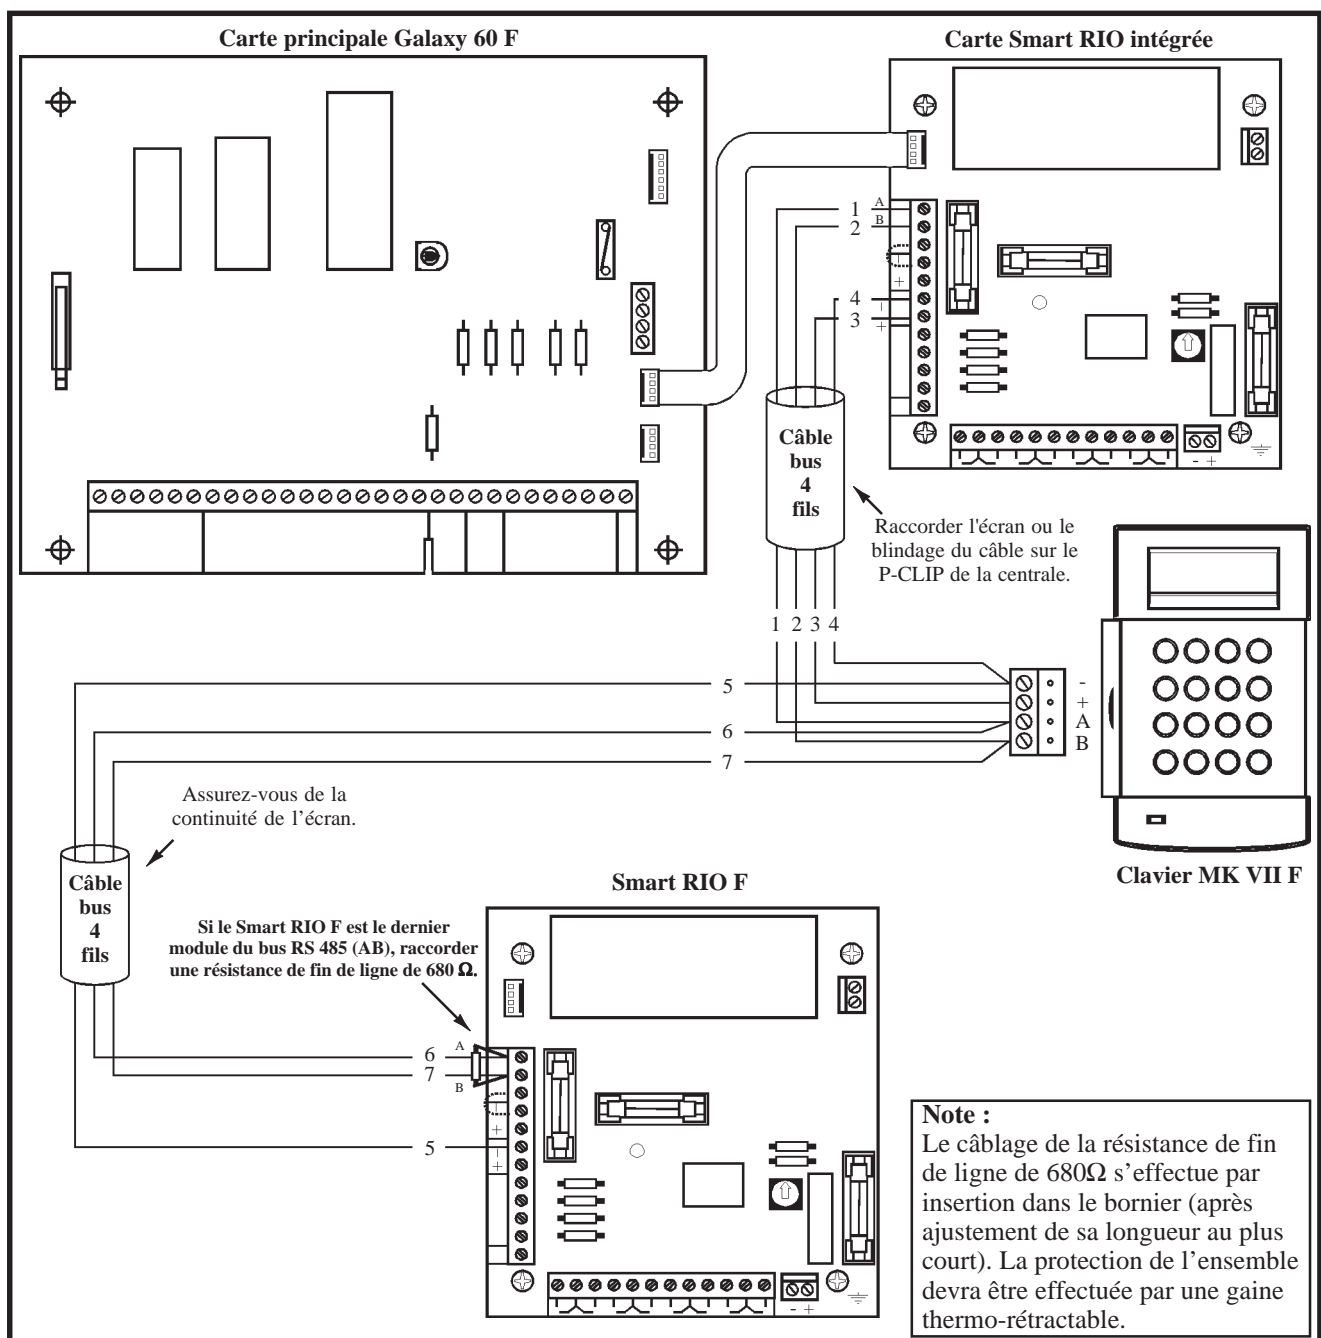 Carte principale Galaxy 60 F
Carte Smart RIO intégrée
1 A
2 B
+
4 -
3 +
Câble
bus
4
fils
- +
Raccorder l'écran ou le
blindage du câble sur le
P-CLIP de la centrale.
1 2 3 4
5
6
7
-
+
A
B
Clavier MK VII F
Assurez-vous de la
continuité de l’écran.
Câble
bus
4
fils
Smart RIO F
Si le Smart RIO F est le dernier
module du bus RS 485 (AB), raccorder
une résistance de fin de ligne de 680 Ω.
6 A
7
B
+
5 -
+
- +
Note :
Le câblage de la résistance de fin
de ligne de 680Ω s’effectue par
insertion dans le bornier (après
ajustement de sa longueur au plus
court). La protection de l’ensemble
devra être effectuée par une gaine
thermo-rétractable.